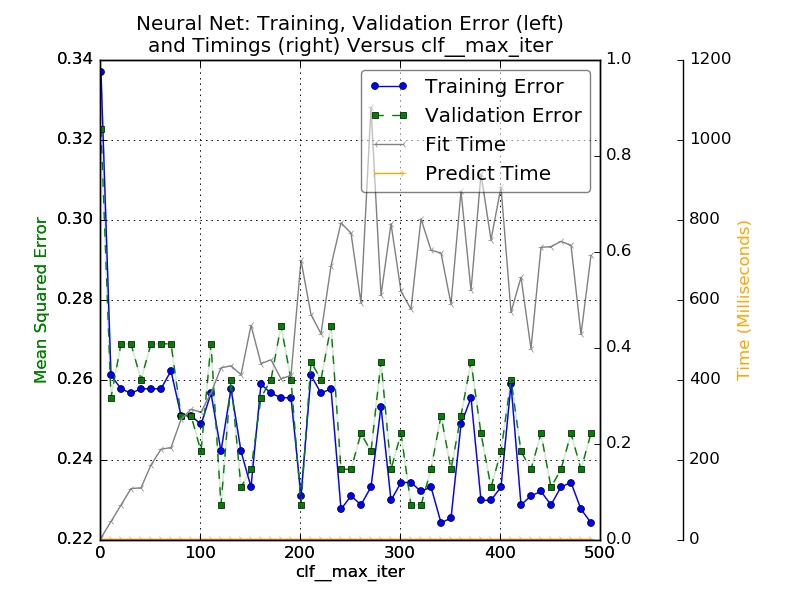 Neural Net: Training, Validation Error (left)
and Timings (right) Versus clf__max_iter
Training Error
Validation Error
Fit Time
Predict Time
Mean Squared Error
0.34
0.32
0.30
0.28
0.26
0.24
0.22
0
100
200
300
400
500
clf__max_iter
1.0
0.8
0.6
0.4
0.2
0.0
1200
1000
800
600
400
200
0
Time (Milliseconds)